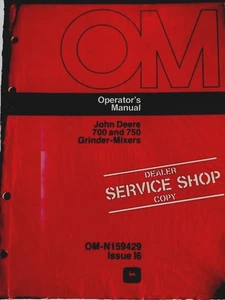 OM
Operator's
Manual
John Deere
700 and 750
Grinder-Mixers
DEALER
SERVICE SHOP
COPY
OM-N159429
Issue I6